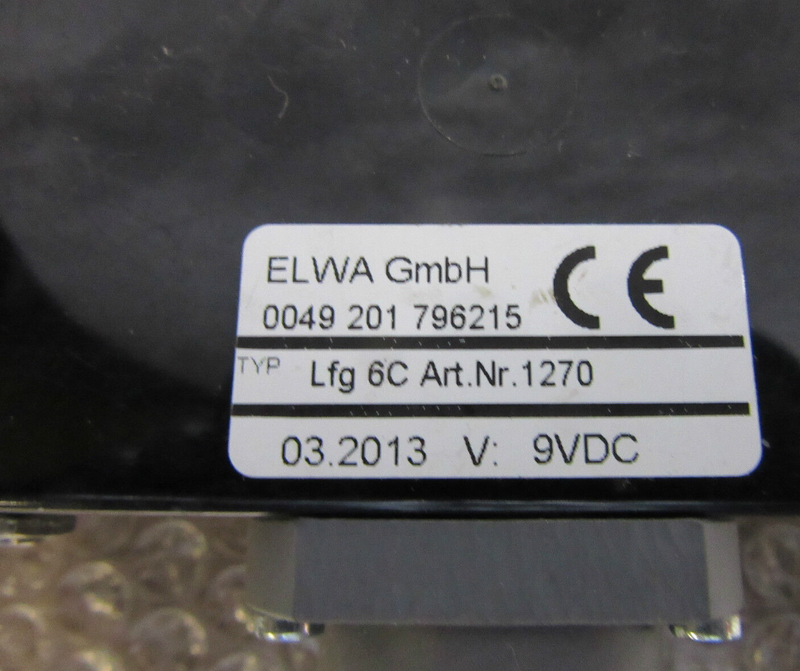 ELWA GmbH
0049 201 796215
CE
TYP Lfg 6C Art.Nr.1270
03.2013 V: 9VDC